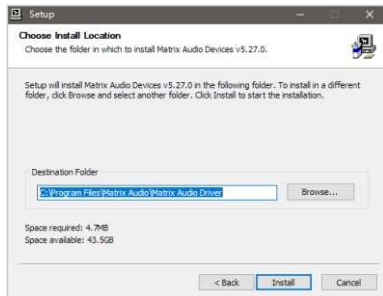 Setup
Choose Install Location
Choose the folder in which to install Matrix Audio Devices v5.27.0.
Setup will install Matrix Audio Devices v5.27.0 in the following folder. To install in a different
folder, click Browse and select another folder. Click Install to start the installation.
Destination Folder
C:\Program Files\Matrix Audio\Matrix Audio Driver
Browse...
Space required: 4.7MB
Space available: 43.5GB
< Back
Install
Cancel